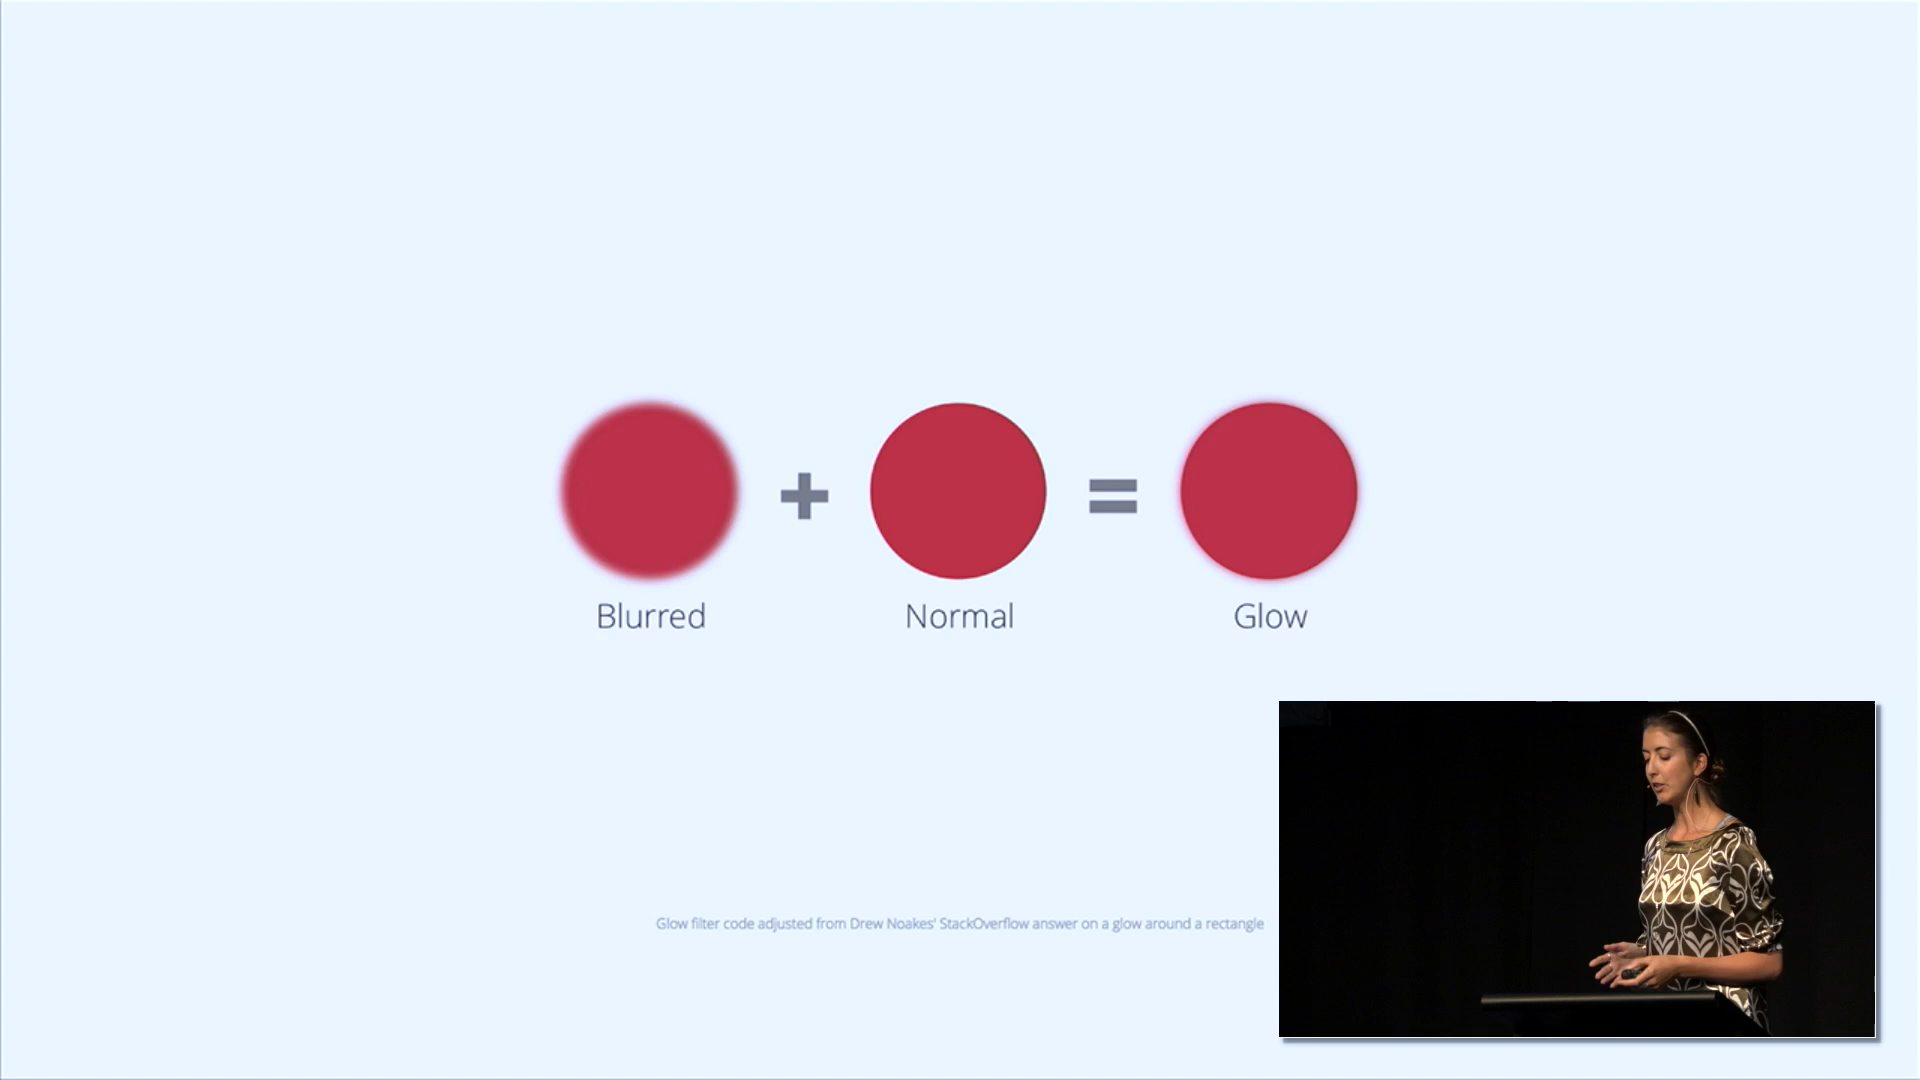 +
=
Blurred
Normal
Glow
Glow filter code adjusted from Drew Noakes' StackOverflow answer on a glow around a rectangle